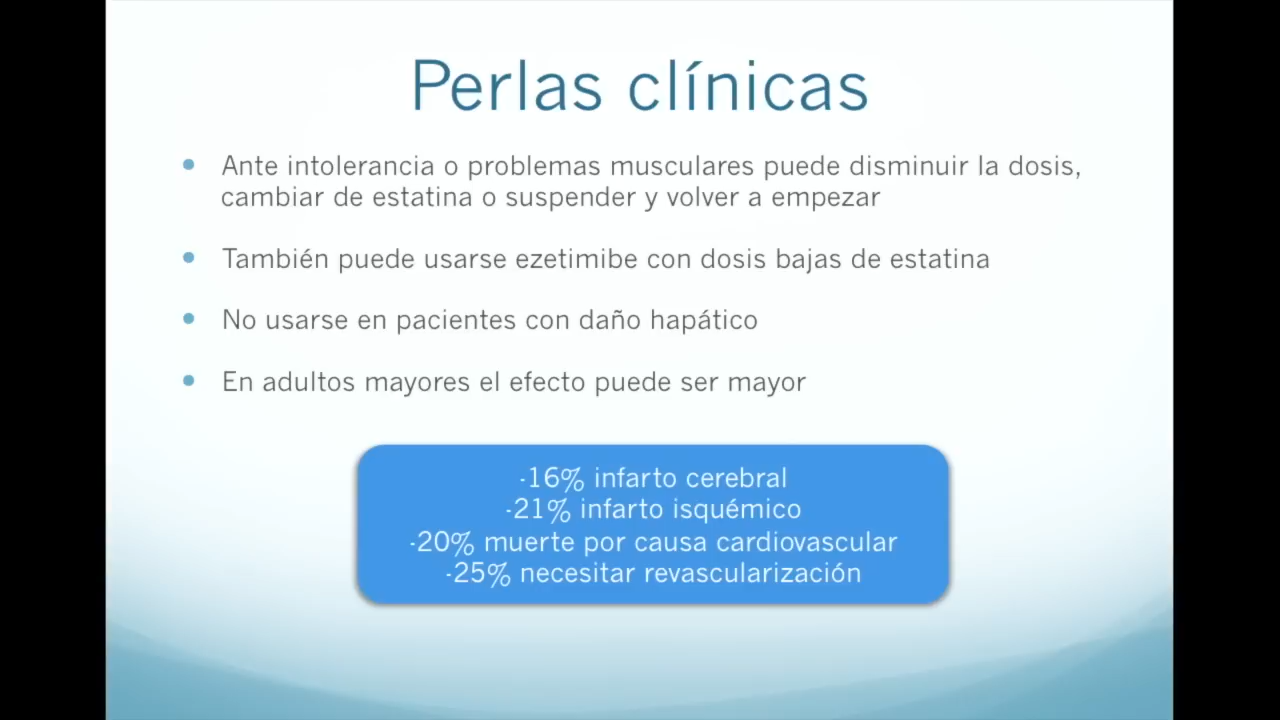 Perlas clínicas
• Ante intolerancia o problemas musculares puede disminuir la dosis,
cambiar de estatina o suspender y volver a empezar
• También puede usarse ezetimibe con dosis bajas de estatina
• No usarse en pacientes con daño hapático
• En adultos mayores el efecto puede ser mayor
-16% infarto cerebral
-21% infarto isquémico
-20% muerte por causa cardiovascular
-25% necesitar revascularización